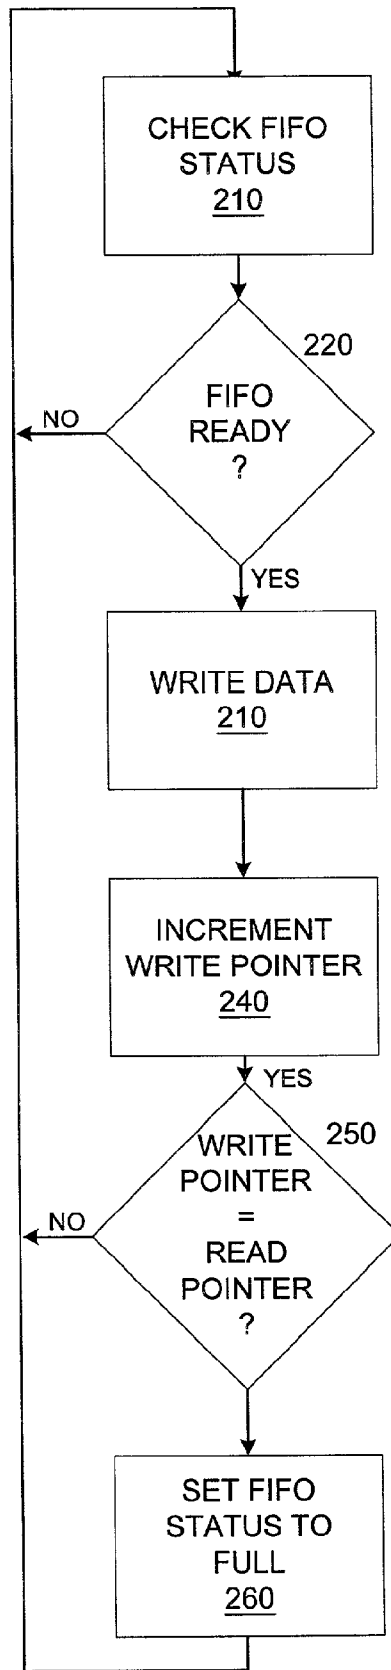 CHECK FIFO
STATUS
210
220
FIFO
READY
?
NO
YES
WRITE DATA
210
INCREMENT
WRITE POINTER
240
YES
250
WRITE
POINTER
=
READ
POINTER
?
NO
SET FIFO
STATUS TO
FULL
260